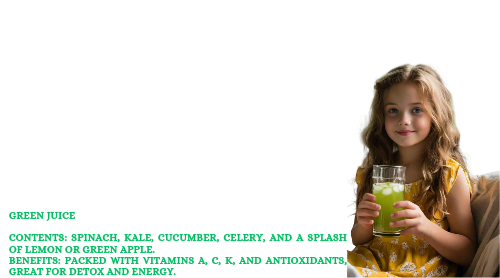 GREEN JUICE
CONTENTS: SPINACH, KALE, CUCUMBER, CELERY, AND A SPLASH
OF LEMON OR GREEN APPLE.
BENEFITS: PACKED WITH VITAMINS A, C, K, AND ANTIOXIDANTS,
GREAT FOR DETOX AND ENERGY.